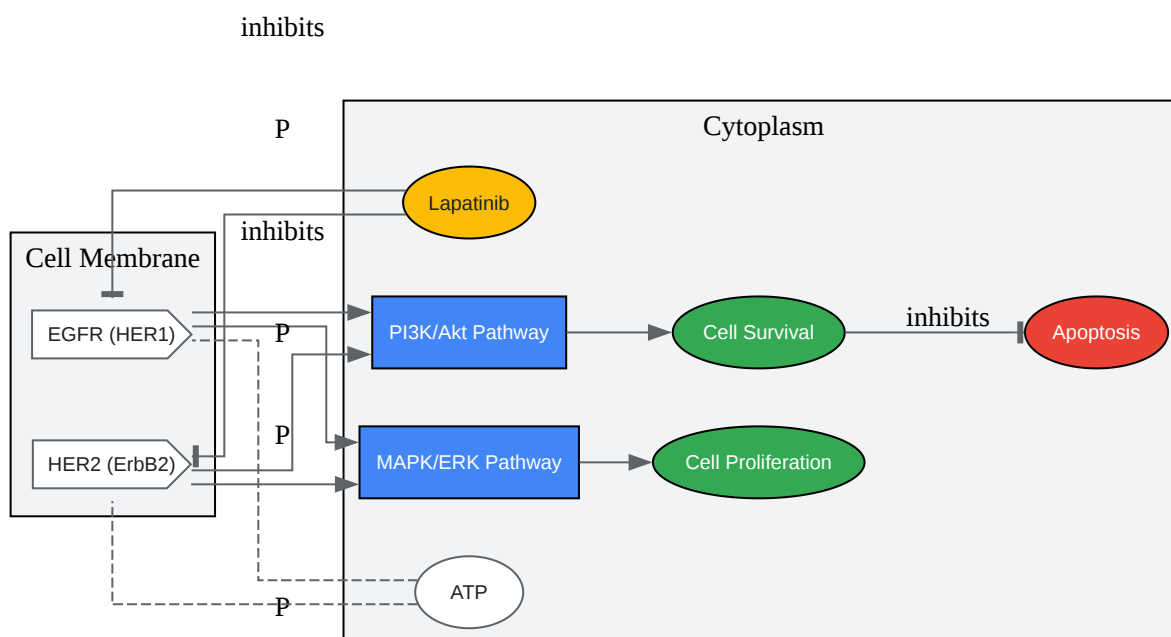 inhibits
P
Cytoplasm
Lapatinib
inhibits
Cell Membrane
EGFR (HER1)
P
PI3K/Akt Pathway
Cell Survival
inhibits
Apoptosis
P
HER2 (ErbB2)
MAPK/ERK Pathway
Cell Proliferation
ATP
P